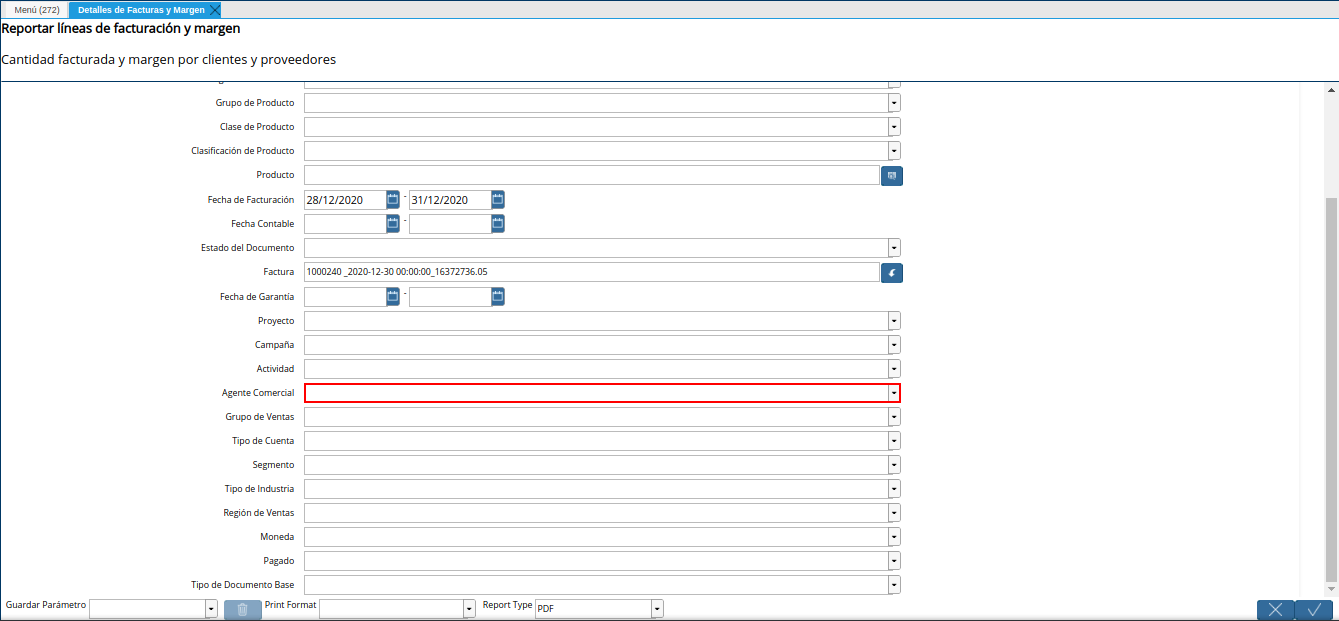 Menú (272)
Detalles de Facturas y Margen
Reportar líneas de facturación y margen
Cantidad facturada y margen por clientes y proveedores
Grupo de Producto
Clase de Producto
Clasificación de Producto
Producto
Fecha de Facturación 28/12/2020 - 31/12/2020
Fecha Contable -
Estado del Documento
Factura 1000240 _2020-12-30 00:00:00_16372736.05
Fecha de Garantía -
Proyecto
Campaña
Actividad
Agente Comercial
Grupo de Ventas
Tipo de Cuenta
Segmento
Tipo de Industria
Región de Ventas
Moneda
Pagado
Tipo de Documento Base
Guardar Parámetro Print Format Report Type PDF